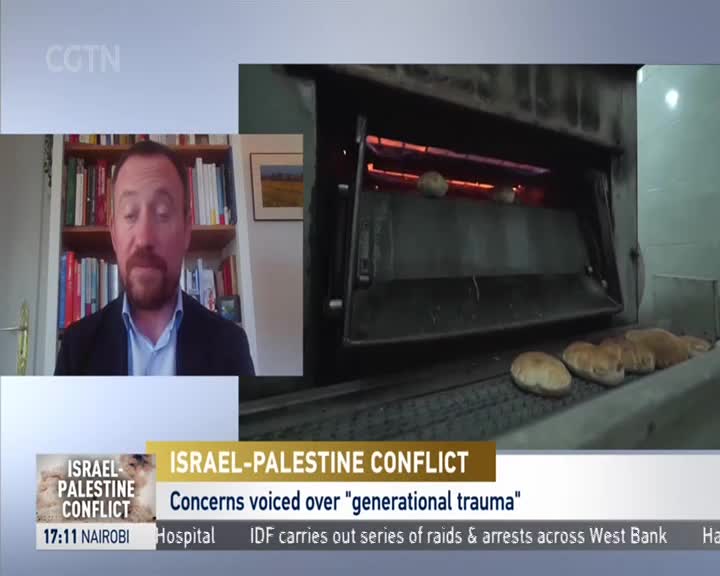 CGTN
ISRAEL-PALESTINE CONFLICT
ISRAEL-
PALESTINE
CONFLICT
Concerns voiced over "generational trauma"
17:11 NAIROBI
Hospital IDF carries out series of raids & arrests across West Bank Ha